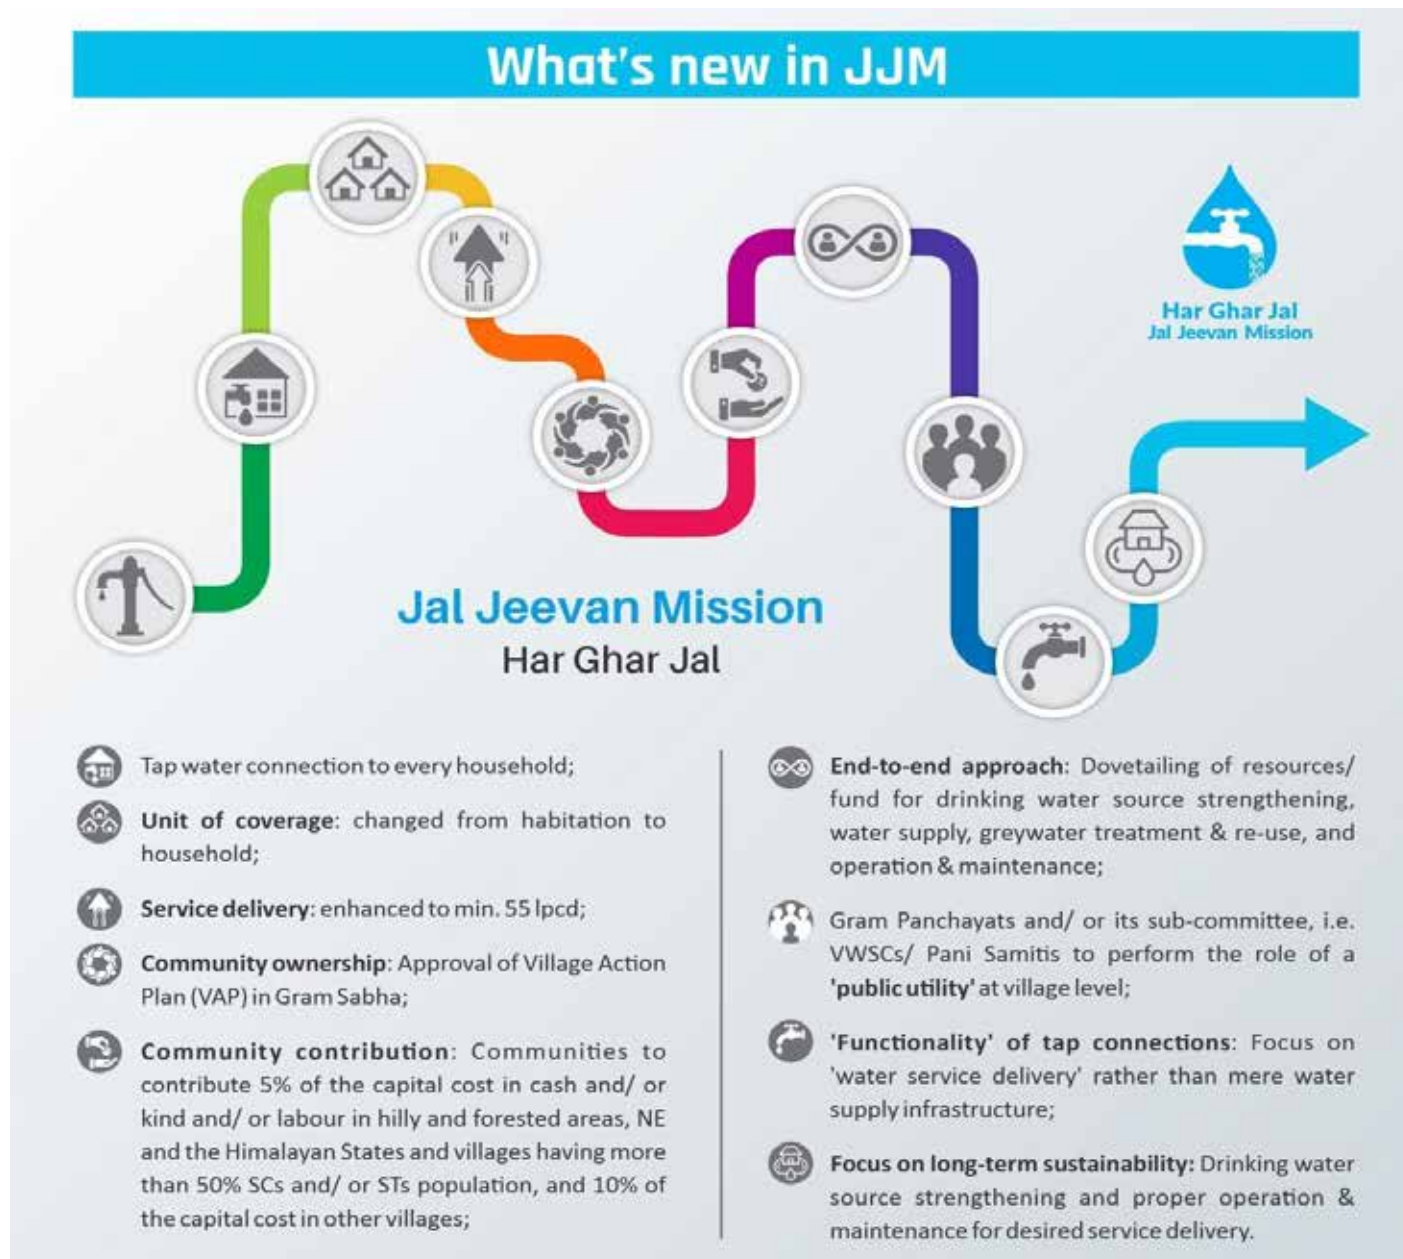 What's new in JJM
Har Ghar Jal
Jal Jeevan Mission
Jal Jeevan Mission
Har Ghar Jal
Tap water connection to every household;
Unit of coverage: changed from habitation to
household;
Service delivery: enhanced to min. 55 lpcd;
Community ownership: Approval of Village Action
Plan (VAP) in Gram Sabha;
Community contribution: Communities to
contribute 5% of the capital cost in cash and/ or
kind and/ or labour in hilly and forested areas, NE
and the Himalayan States and villages having more
than 50% SCs and/ or STs population, and 10% of
the capital cost in other villages;
End-to-end approach: Dovetailing of resources/
fund for drinking water source strengthening,
water supply, greywater treatment & re-use, and
operation & maintenance;
Gram Panchayats and/ or its sub-committee, i.e.
VWSCs/ Pani Samitis to perform the role of a
'public utility' at village level;
'Functionality' of tap connections: Focus on
'water service delivery' rather than mere water
supply infrastructure;
Focus on long-term sustainability: Drinking water
source strengthening and proper operation &
maintenance for desired service delivery.